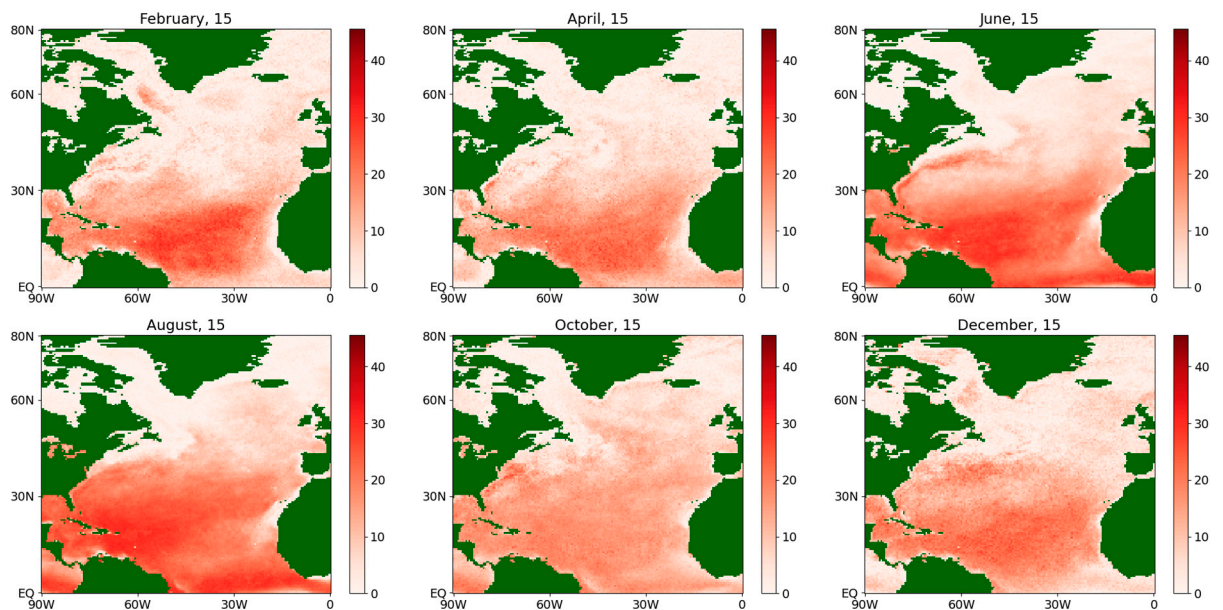 February, 15
80N
60N
30N
EQ
90W 60W 30W 0
40
30
20
10
0
April, 15
80N
60N
30N
EQ
90W 60W 30W 0
40
30
20
10
0
June, 15
80N
60N
30N
EQ
90W 60W 30W 0
40
30
20
10
0
August, 15
80N
60N
30N
EQ
90W 60W 30W 0
40
30
20
10
0
October, 15
80N
60N
30N
EQ
90W 60W 30W 0
40
30
20
10
0
December, 15
80N
60N
30N
EQ
90W 60W 30W 0
40
30
20
10
0